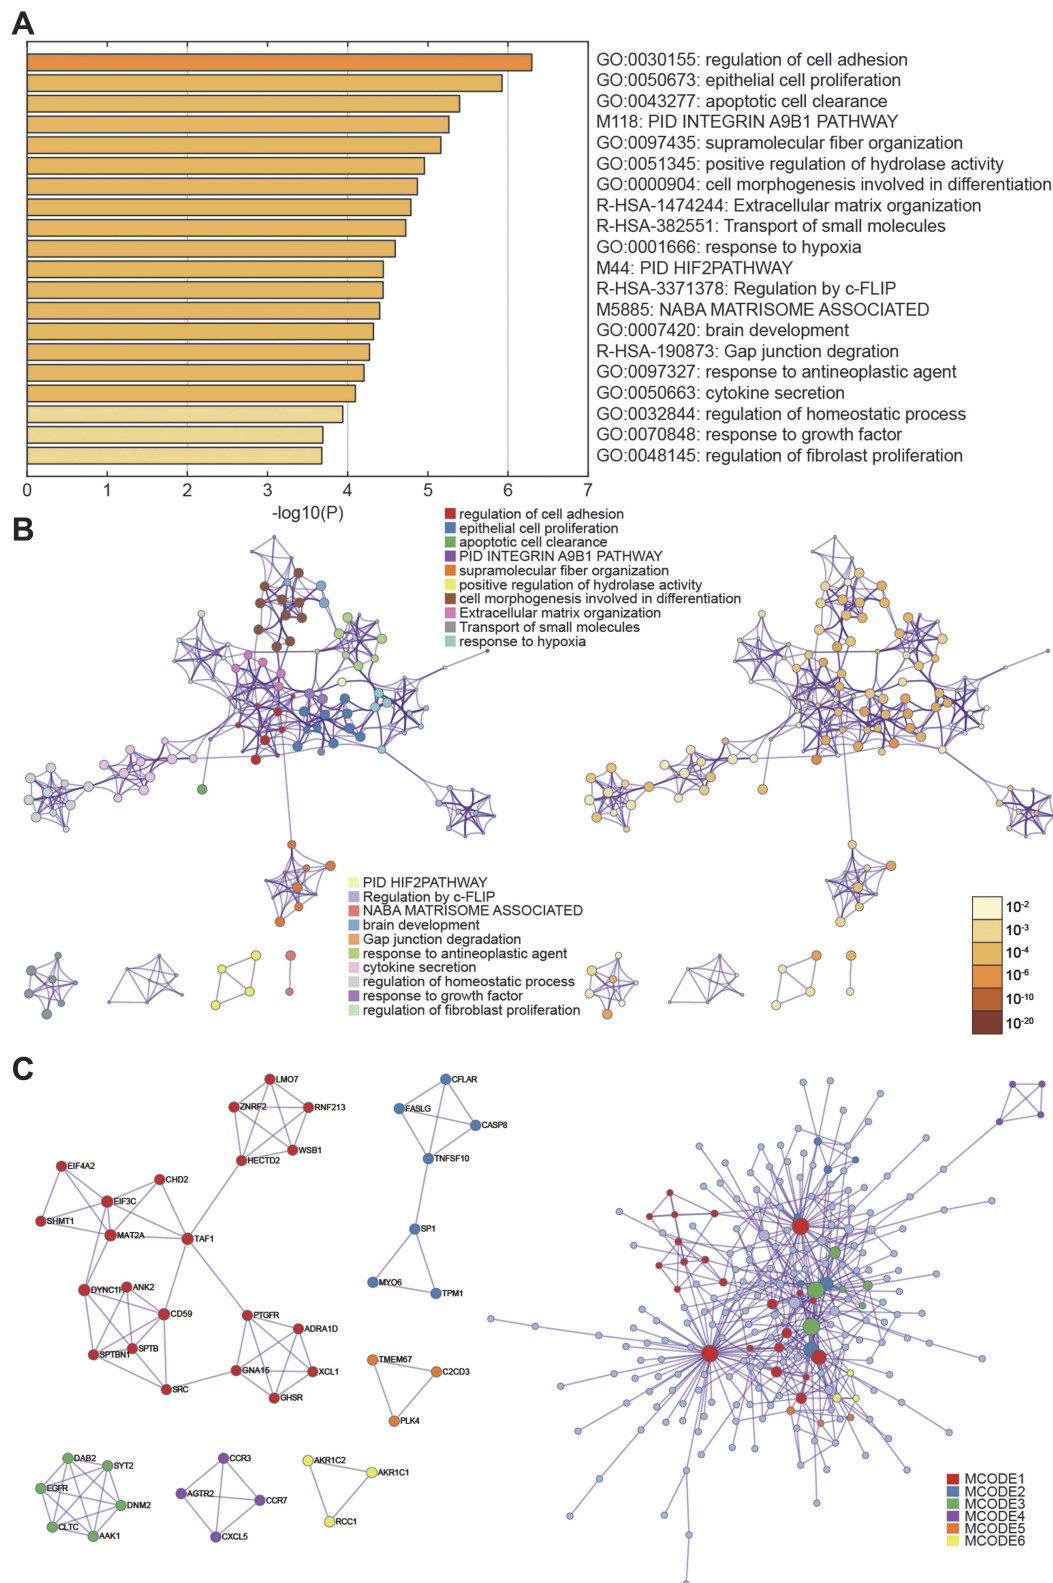 A
GO:0030155: regulation of cell adhesion
GO:0050673: epithelial cell proliferation
GO:0043277: apoptotic cell clearance
M118: PID INTEGRIN A9B1 PATHWAY
GO:0097435: supramolecular fiber organization
GO:0051345: positive regulation of hydrolase activity
GO:0000904: cell morphogenesis involved in differentiation
R-HSA-1474244: Extracellular matrix organization
R-HSA-382551: Transport of small molecules
GO:0001666: response to hypoxia
M44: PID HIF2PATHWAY
R-HSA-3371378: Regulation by c-FLIP
M5885: NABA MATRISOME ASSOCIATED
GO:0007420: brain development
R-HSA-190873: Gap junction degration
GO:0097327: response to antineoplastic agent
GO:0050663: cytokine secretion
GO:0032844: regulation of homeostatic process
GO:0070848: response to growth factor
GO:0048145: regulation of fibrolast proliferation
0 1 2 3 4 5 6 7
-log10(P)
B
regulation of cell adhesion
epithelial cell proliferation
apoptotic cell clearance
PID INTEGRIN A9B1 PATHWAY
supramolecular fiber organization
positive regulation of hydrolase activity
cell morphogenesis involved in differentiation
Extracellular matrix organization
Transport of small molecules
response to hypoxia
PID HIF2PATHWAY
Regulation by c-FLIP
NABA MATRISOME ASSOCIATED
brain development
Gap junction degradation
response to antineoplastic agent
cytokine secretion
regulation of homeostatic process
response to growth factor
regulation of fibroblast proliferation
10-2
10-3
10-4
10-6
10-10
10-20
C
LMO7
ZNRF2
RNF213
WSB1
HECTD2
EIF4A2
CHD2
EIF3C
SHMT1
MAT2A
TAF1
DYNC1H
ANK2
CD59
SPTBN1
SPTB
SRC
PTGFR
ADRA1D
GNA15
XCL1
GHSR
CFLAR
FASLG
CASP8
TNFSF10
SP1
MYO6
TPM1
TMEM67
C2CD3
PLK4
DAB2
SYT2
EGFR
DNM2
CLTC
AAK1
CCR3
AGTR2
CCR7
CXCL5
AKR1C2
AKR1C1
RCC1
MCODE1
MCODE2
MCODE3
MCODE4
MCODE5
MCODE6